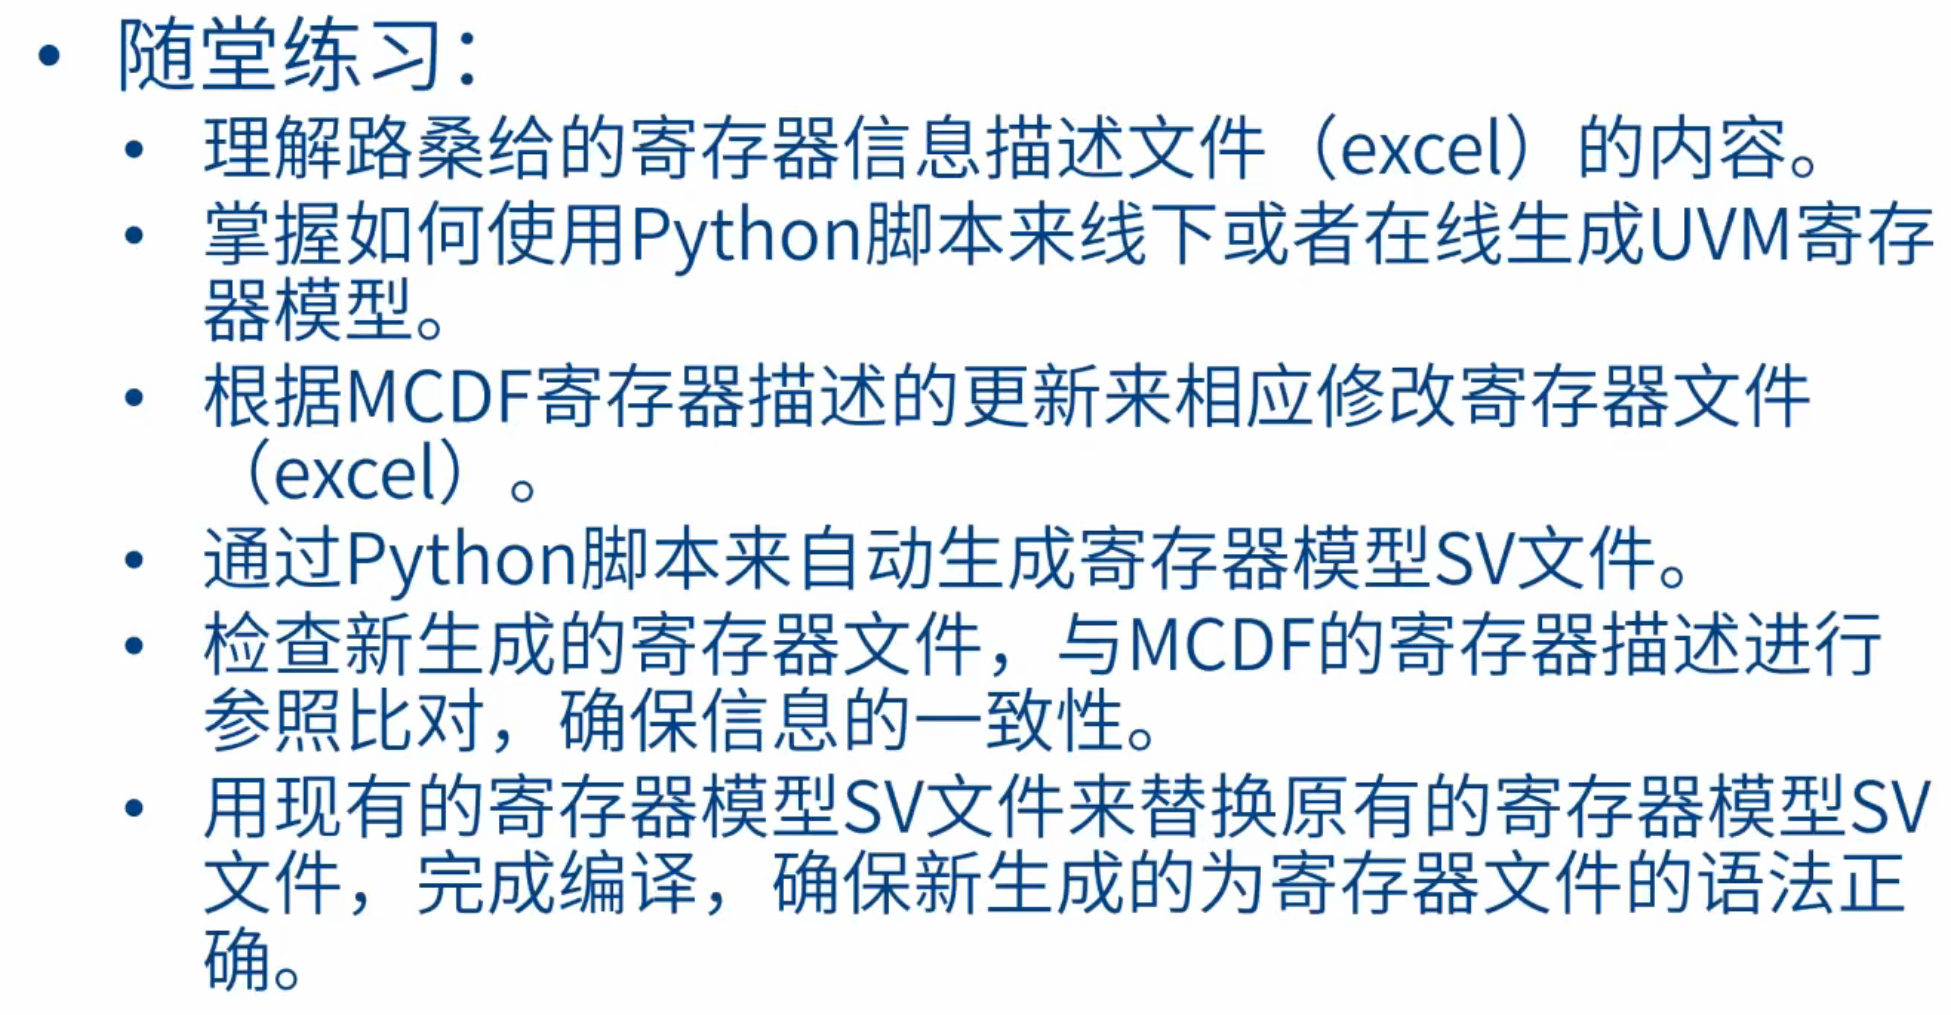 • 随堂练习：
• 理解路桑给的寄存器信息描述文件（excel）的内容。
• 掌握如何使用Python脚本来线下或者在线生成UVM寄存
器模型。
• 根据MCDF寄存器描述的更新来相应修改寄存器文件
（excel）。
• 通过Python脚本来自动生成寄存器模型SV文件。
• 检查新生成的寄存器文件，与MCDF的寄存器描述进行
参照比对，确保信息的一致性。
• 用现有的寄存器模型SV文件来替换原有的寄存器模型SV
文件，完成编译，确保新生成的为寄存器文件的语法正
确。